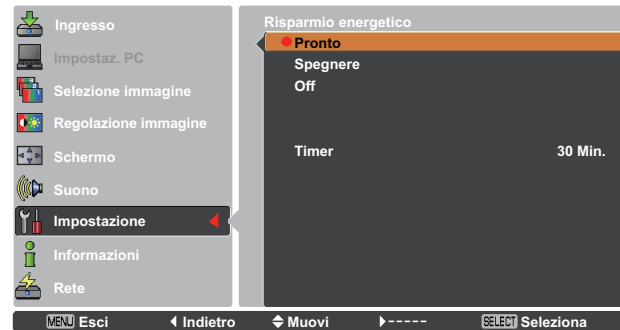 Ingresso
Impostaz. PC
Selezione immagine
Regolazione immagine
Schermo
Suono
Impostazione
Informazioni
Rete
Risparmio energetico
Pronto
Spegnere
Off
Timer 30 Min.
MENU Esci Indietro Muovi ----- SELECT Seleziona